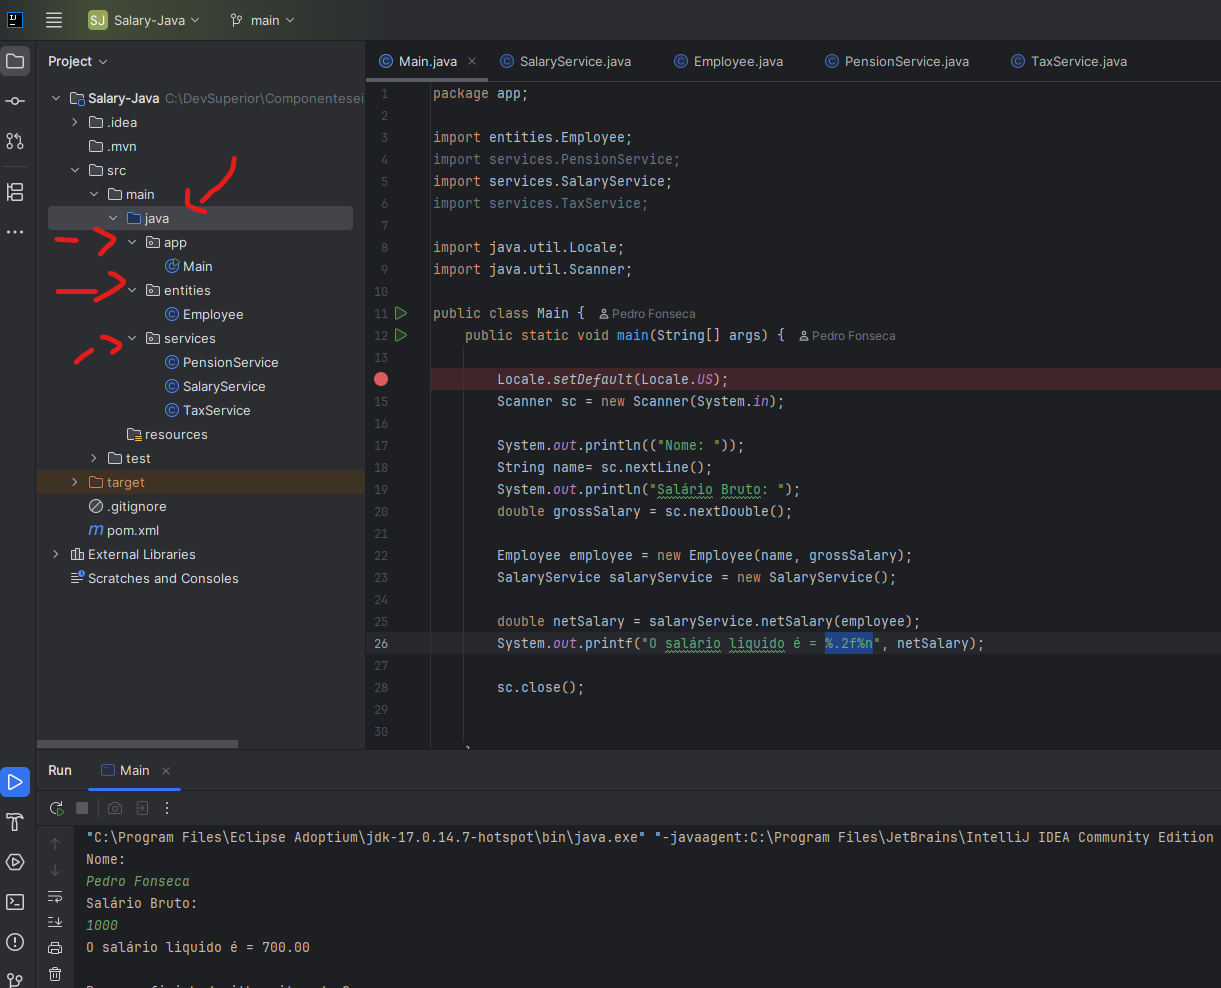 SJ Salary-Java main
Project
Salary-Java C:\DevSuperior\Componentesei
.idea
.mvn
src
main
java
app
Main
entities
Employee
services
PensionService
SalaryService
TaxService
resources
test
target
.gitignore
pom.xml
External Libraries
Scratches and Consoles
Main.java SalaryService.java Employee.java PensionService.java TaxService.java
1 package app;
2
3 import entities.Employee;
4 import services.PensionService;
5 import services.SalaryService;
6 import services.TaxService;
7
8 import java.util.Locale;
9 import java.util.Scanner;
10
11 public class Main { Pedro Fonseca
12 public static void main(String[] args) { Pedro Fonseca
13
Locale.setDefault(Locale.US);
15 Scanner sc = new Scanner(System.in);
16
17 System.out.println(("Nome: "));
18 String name= sc.nextLine();
19 System.out.println("Salário Bruto: ");
20 double grossSalary = sc.nextDouble();
21
22 Employee employee = new Employee(name, grossSalary);
23 SalaryService salaryService = new SalaryService();
24
25 double netSalary = salaryService.netSalary(employee);
26 System.out.printf("O salário liquido é = %.2f%n", netSalary);
27
28 sc.close();
29
30
Run Main
"C:\Program Files\Eclipse Adoptium\jdk-17.0.14.7-hotspot\bin\java.exe" "-javaagent:C:\Program Files\JetBrains\IntelliJ IDEA Community Edition
Nome:
Pedro Fonseca
Salário Bruto:
1000
O salário liquido é = 700.00